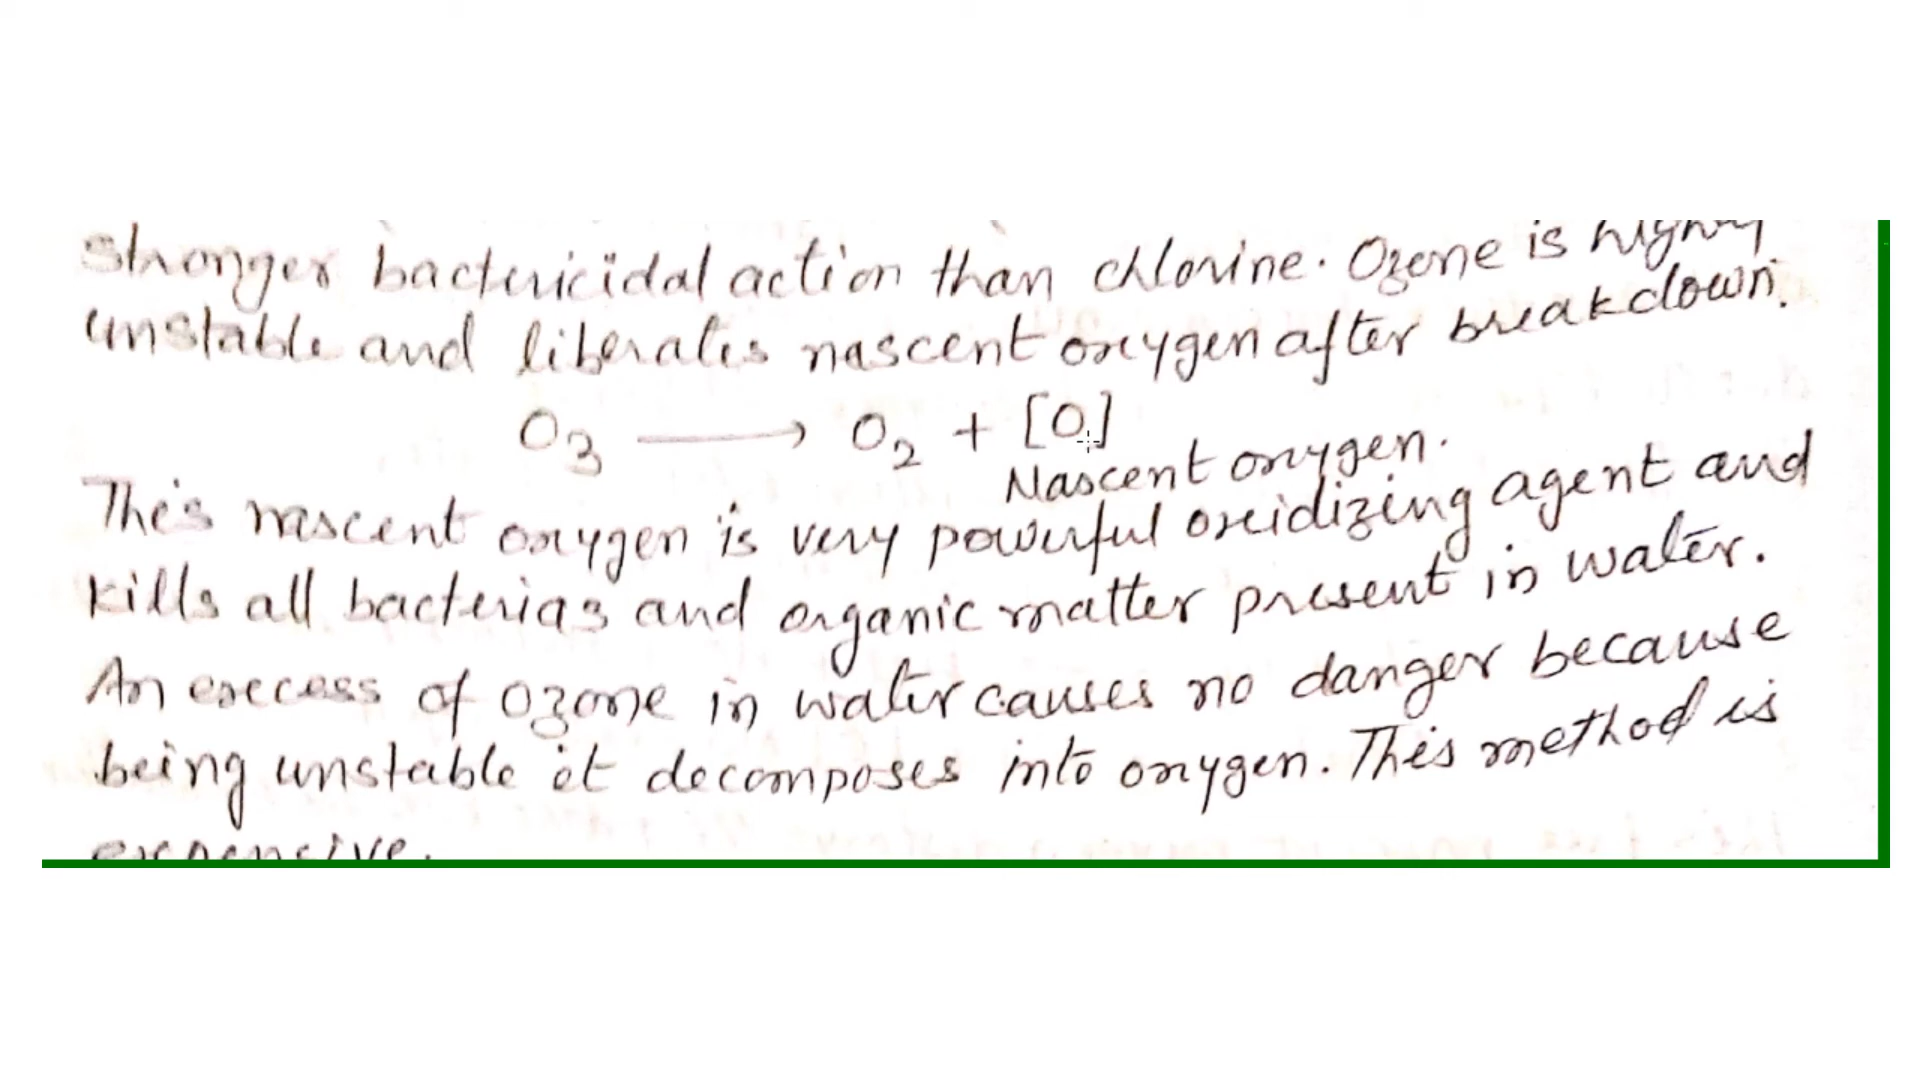 stronger bactericidal action than chlorine. Ozone is highly
unstable and liberates nascent oxygen after breakdown.
O3 → O2 + [O]
Nascent oxygen.
This nascent oxygen is very powerful oxidizing agent and
kills all bacterias and organic matter present in water.
An excess of ozone in water causes no danger because
being unstable it decomposes into oxygen. This method is
expensive.